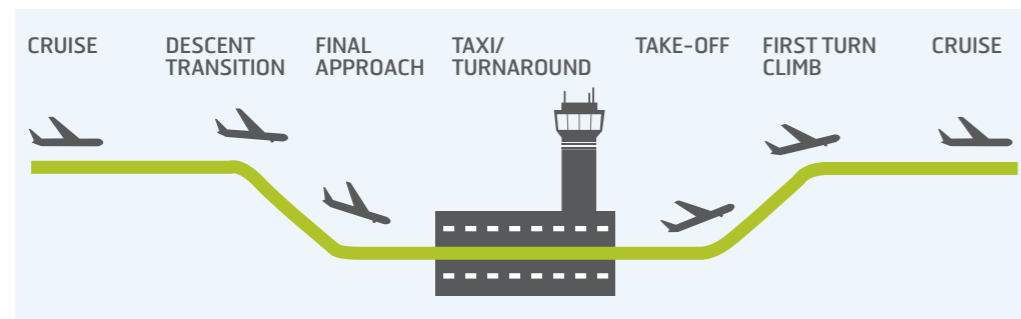 CRUISE
DESCENT
TRANSITION
FINAL
APPROACH
TAXI/
TURNAROUND
TAKE-OFF
FIRST TURN
CLIMB
CRUISE